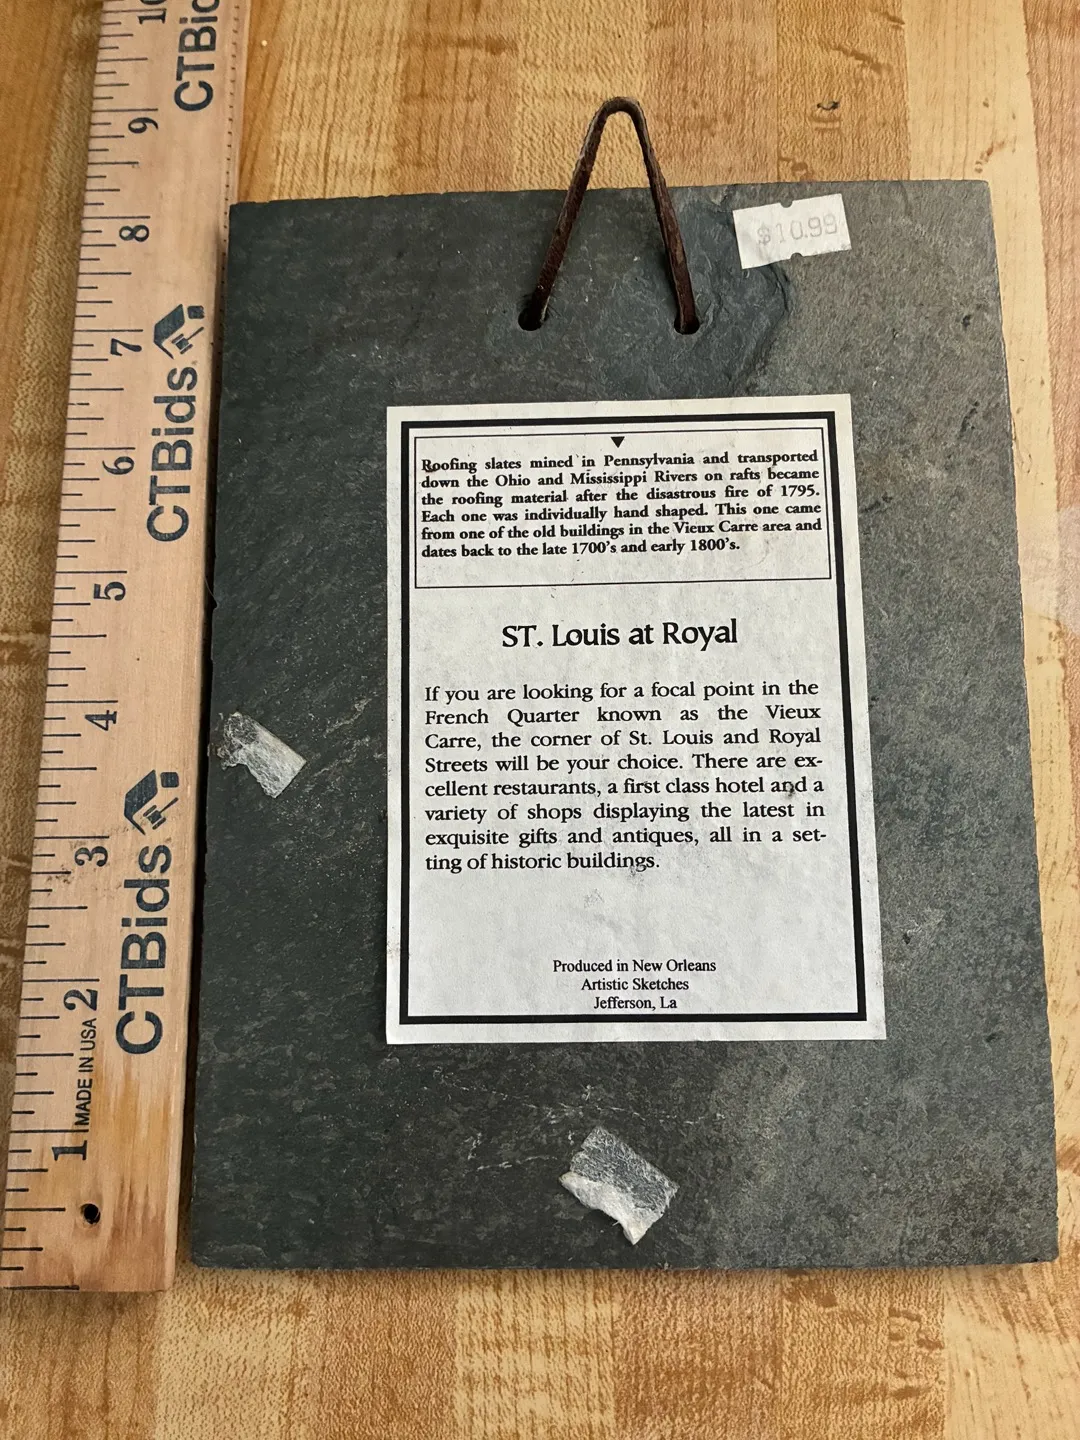 $10.99
Roofing slates mined in Pennsylvania and transported
down the Ohio and Mississippi Rivers on rafts became
the roofing material after the disastrous fire of 1795.
Each one was individually hand shaped. This one came
from one of the old buildings in the Vieux Carre area and
dates back to the late 1700's and early 1800's.
ST. Louis at Royal
If you are looking for a focal point in the
French Quarter known as the Vieux
Carre, the corner of St. Louis and Royal
Streets will be your choice. There are ex-
cellent restaurants, a first class hotel and a
variety of shops displaying the latest in
exquisite gifts and antiques, all in a set-
ting of historic buildings.
Produced in New Orleans
Artistic Sketches
Jefferson, La
1 2 3 4 5 6 7 8 9 10
MADE IN USA
CTBids
CTBids
CTBid